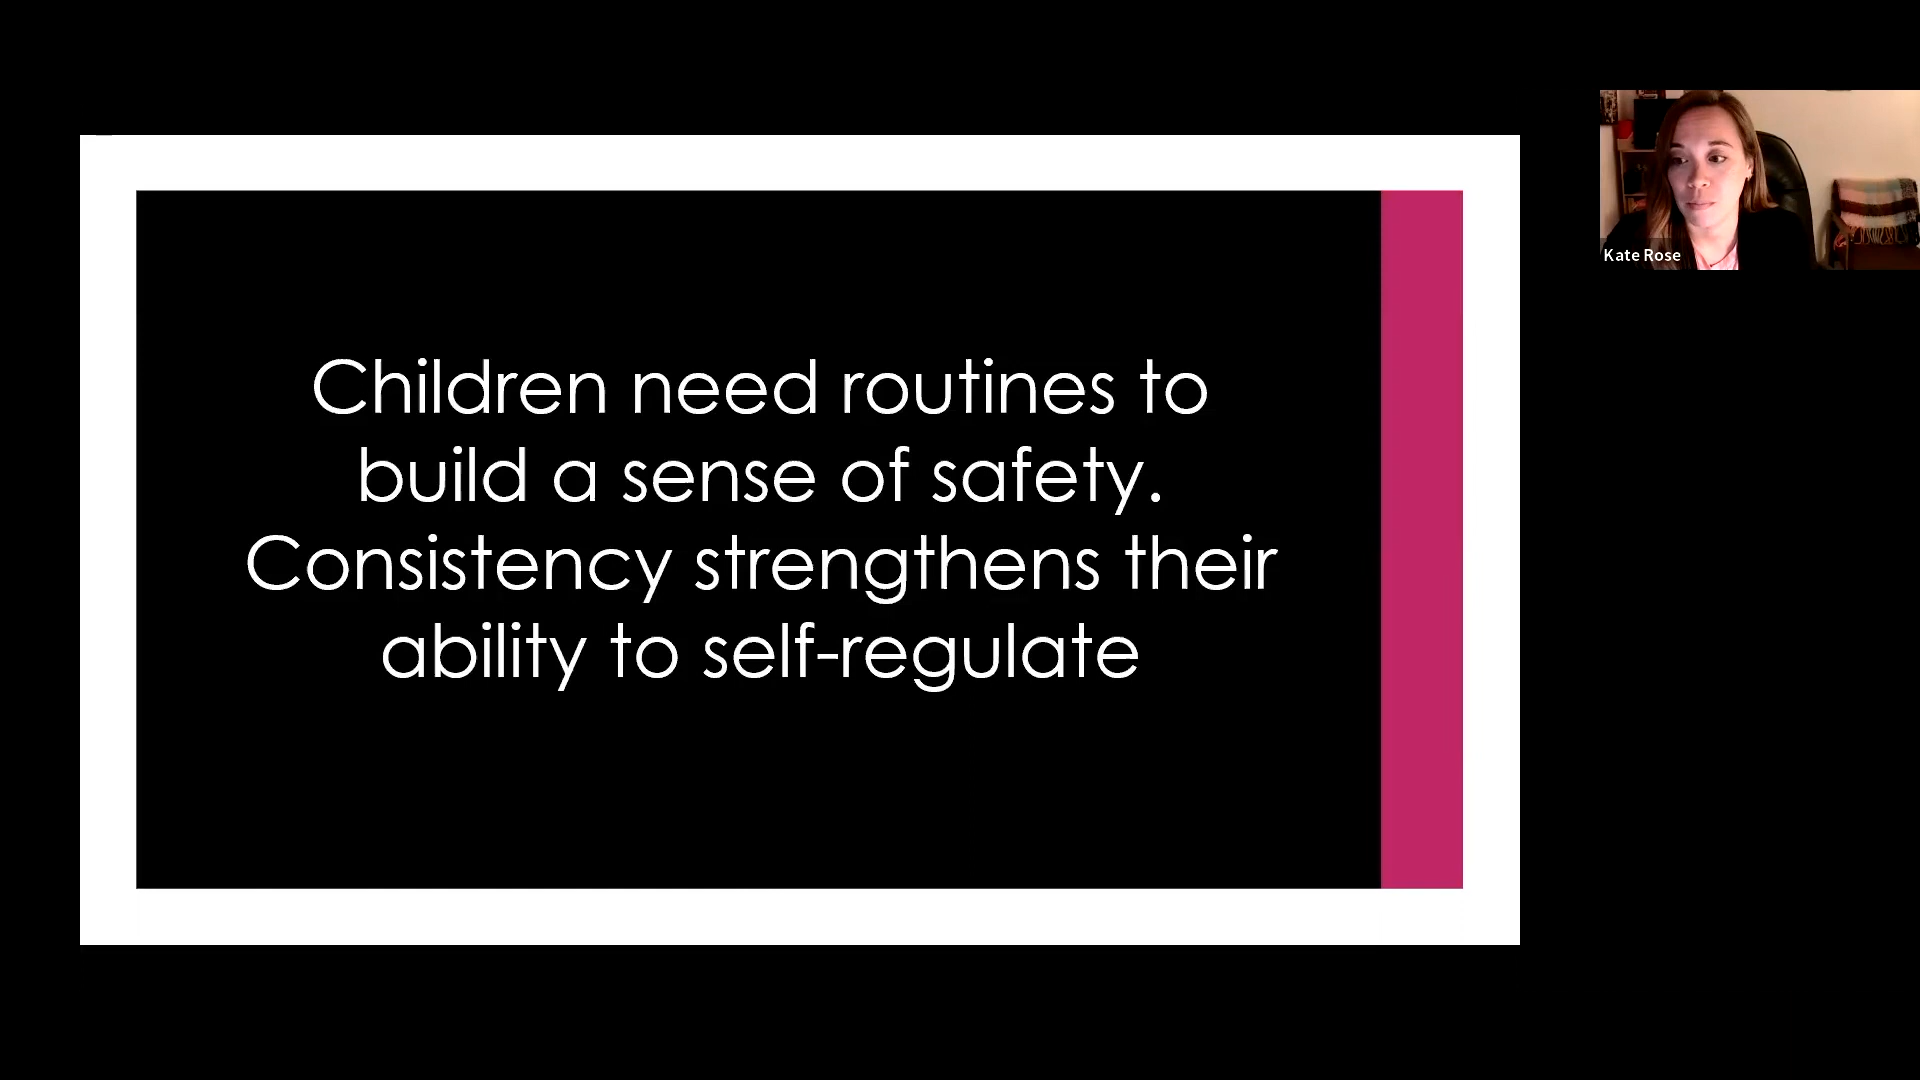 Children need routines to
build a sense of safety.
Consistency strengthens their
ability to self-regulate
Kate Rose